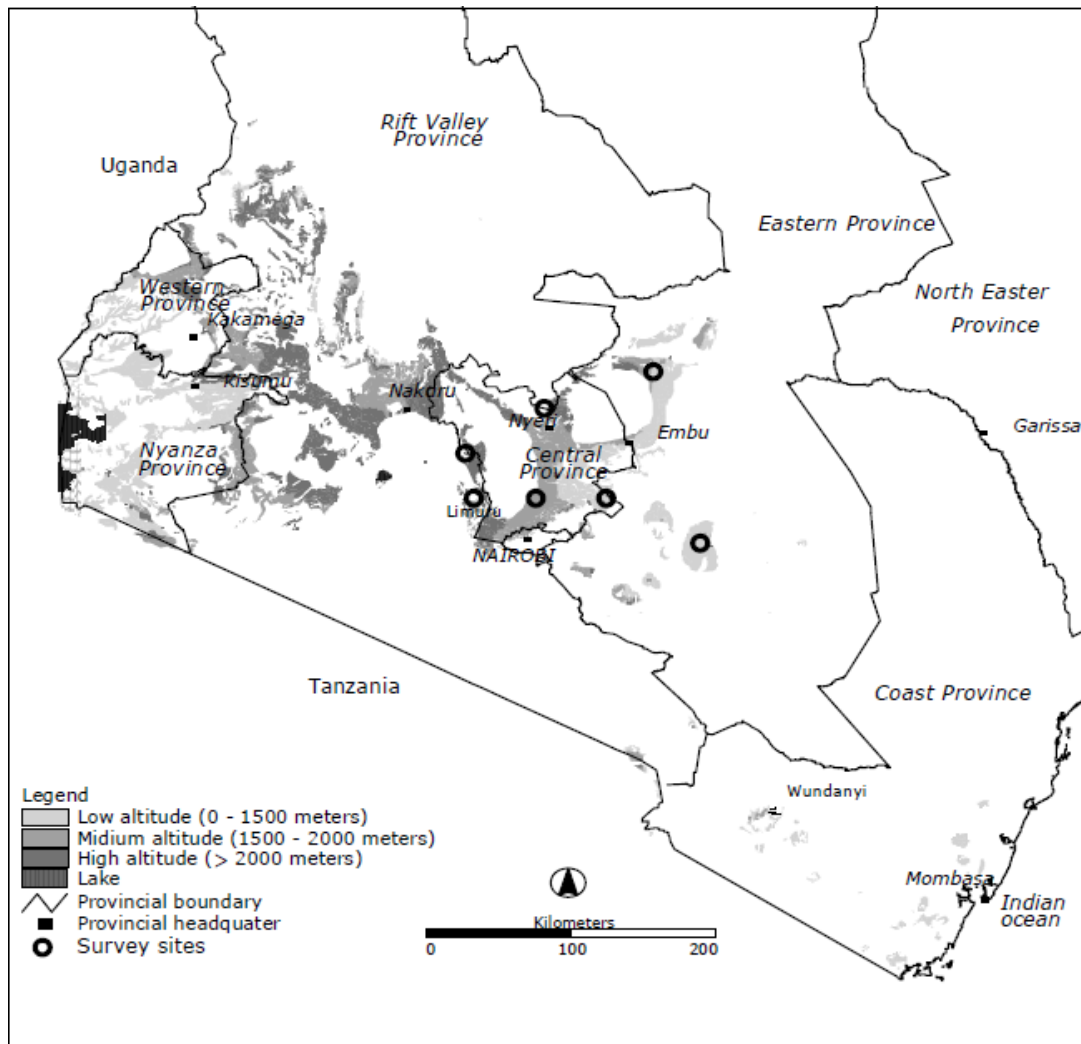 Rift Valley
Province
Uganda
Eastern Province
North Easter
Province
Western
Province
Kakamega
Kisumu
Nakuru
Nyeri
Embu
Garissa
Nyanza
Province
Central
Province
Limuru
NAIROBI
Tanzania
Coast Province
Wundanyi
Mombasa
Indian
ocean
Legend
Low altitude (0 - 1500 meters)
Midium altitude (1500 - 2000 meters)
High altitude (> 2000 meters)
Lake
Provincial boundary
Provincial headquater
Survey sites
Kilometers
0 100 200